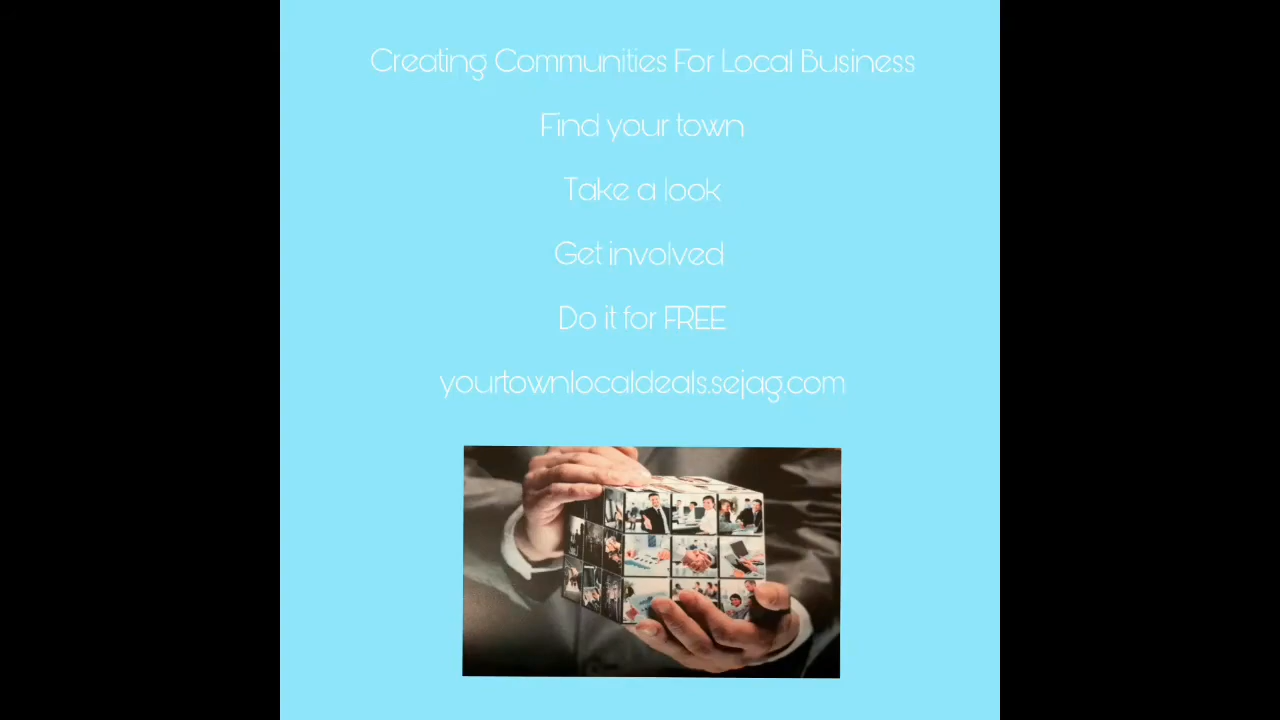 Creating Communities For Local Business
Find your town
Take a look
Get involved
Do it for FREE
yourtownlocaldeals.sejag.com